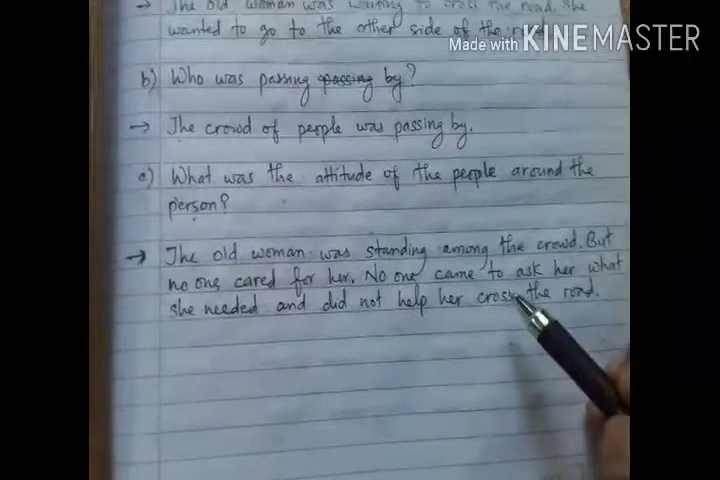 → The old woman was waiting to cross the road. She
wanted to go to the other side of the
Made with KINEMASTER
b) Who was passing passing by?
→ The crowd of people was passing by.
c) What was the attitude of the people around the
person?
→ The old woman was standing among the crowd. But
no one cared for her. No one came to ask her what
she needed and did not help her cross the road.